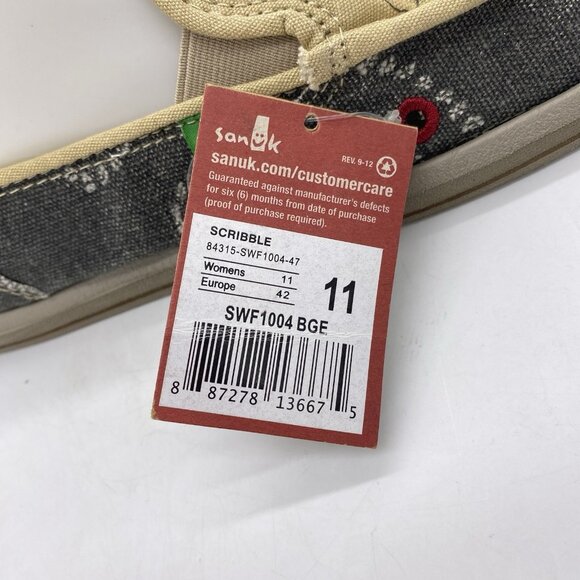 sanuk
REV. 9-12
sanuk.com/customercare
Guaranteed against manufacturer's defects
for six (6) months from date of purchase
(proof of purchase required).
SCRIBBLE
84315-SWF1004-47
Womens 11
Europe 42
11
SWF1004 BGE
8 87278 13667 5